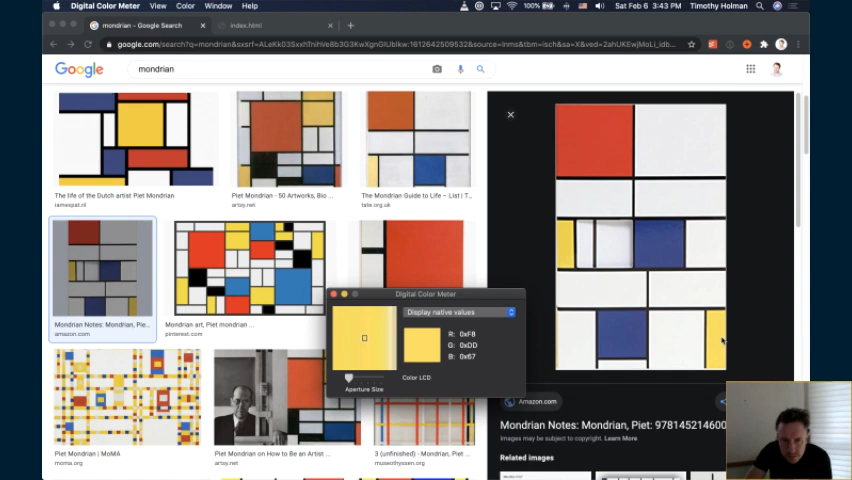 Digital Color Meter View Color Window Help 100% Sat Feb 6 3:43 PM Timothy Holman
mondrian - Google Search
index.html
Google
mondrian
The life of the Dutch artist Piet Mondrian
Piet Mondrian - 50 Artworks, Bio ...
artsy.net
The Mondrian Guide to Life – List | T...
tate.org.uk
Mondrian Notes: Mondrian, Pie...
amazon.com
Mondrian art, Piet mondrian ...
pinterest.com
Digital Color Meter
Display native values
R: 0xF8
G: 0xDD
B: 0x67
Color LCD
Aperture Size
Amazon.com
Mondrian Notes: Mondrian, Piet: 978145214600
Images may be subject to copyright. Learn More
Related images
Piet Mondrian | MoMA
moma.org
Piet Mondrian on How to Be an Artist ...
artsy.net
3 (unfinished) - Mondrian, Piet...
museothyssen.org